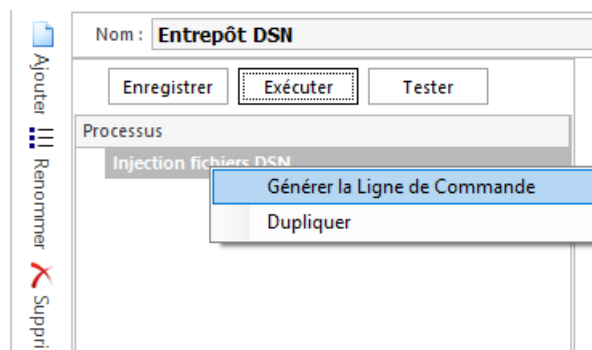 Nom : Entrepôt DSN
Ajouter
Renommer
Enregistrer Exécuter Tester
Processus
Injection fichiers DSN
Générer la Ligne de Commande
Dupliquer